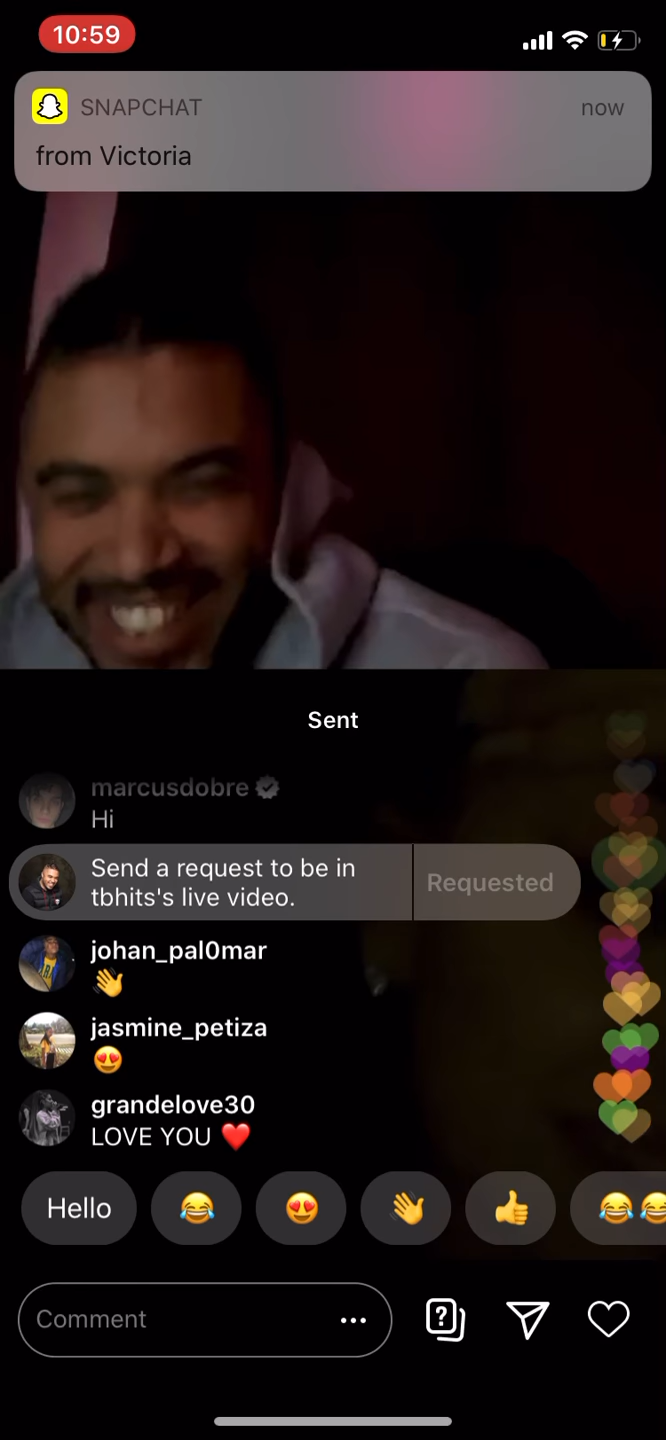 10:59
SNAPCHAT now
from Victoria
Sent
marcusdobre
Hi
Send a request to be in
tbhits's live video.
Requested
johan_pal0mar
👋
jasmine_petiza
😍
grandelove30
LOVE YOU ❤️
Hello 😂 😍 👋 👍 😂😂
Comment